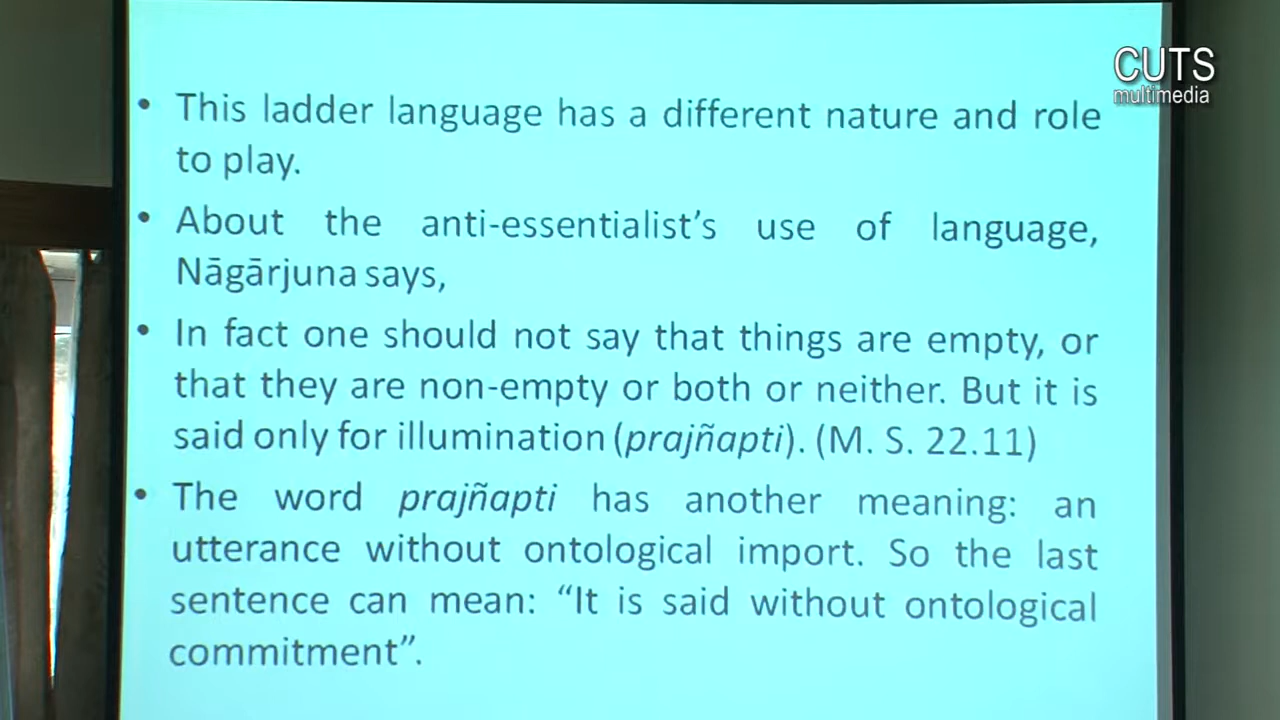 CUTS
multimedia
• This ladder language has a different nature and role
to play.
• About the anti-essentialist’s use of language,
Nāgārjuna says,
• In fact one should not say that things are empty, or
that they are non-empty or both or neither. But it is
said only for illumination (prajñapti). (M. S. 22.11)
• The word prajñapti has another meaning: an
utterance without ontological import. So the last
sentence can mean: “It is said without ontological
commitment”.